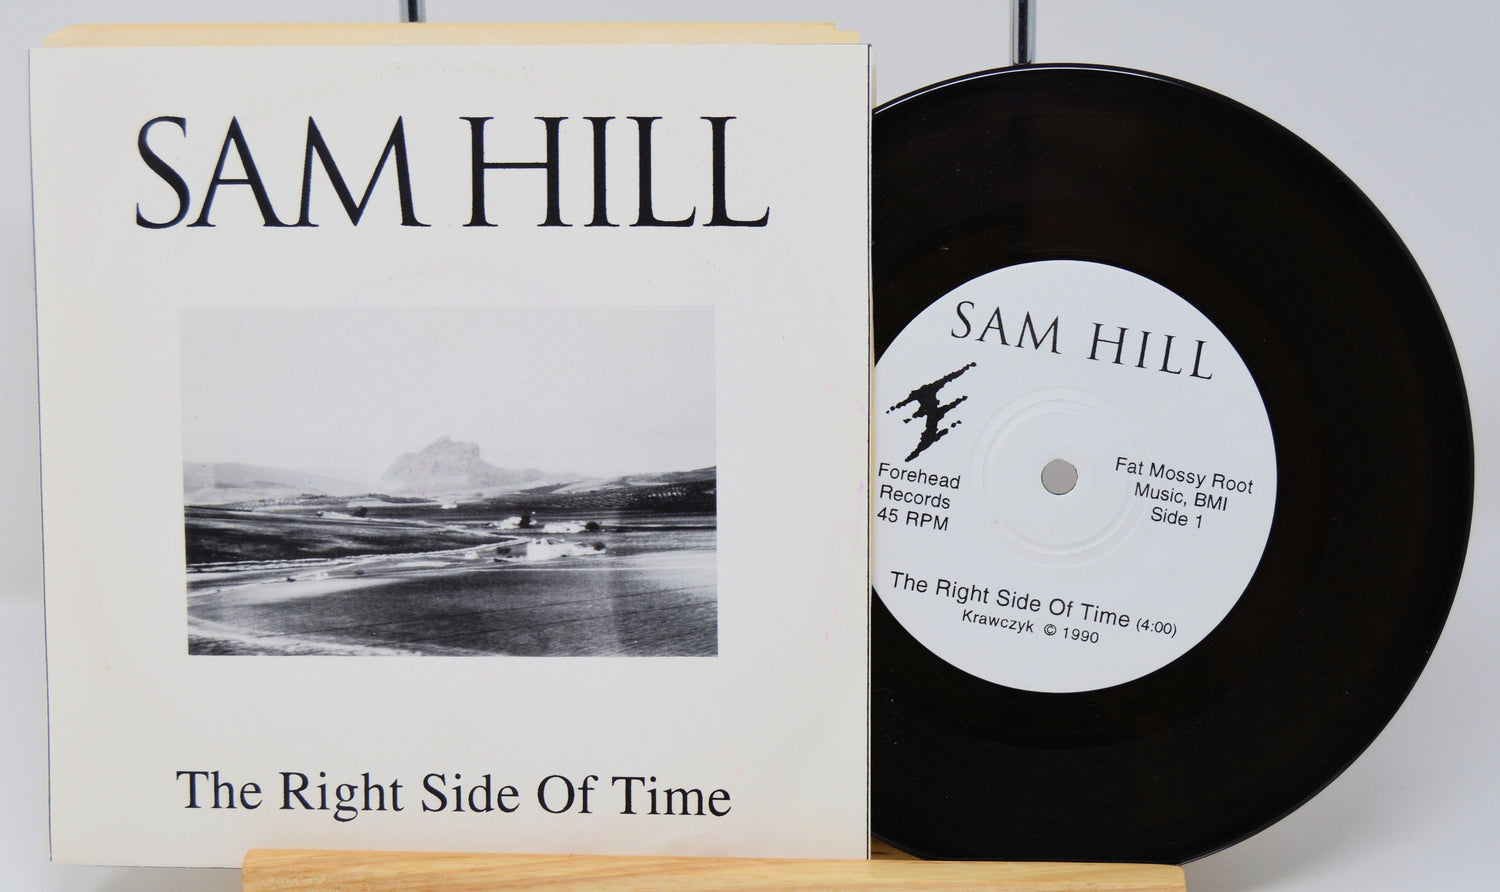 SAM HILL
The Right Side Of Time
SAM HILL
Forehead
Records
45 RPM
Fat Mossy Root
Music, BMI
Side 1
The Right Side Of Time (4:00)
Krawczyk © 1990